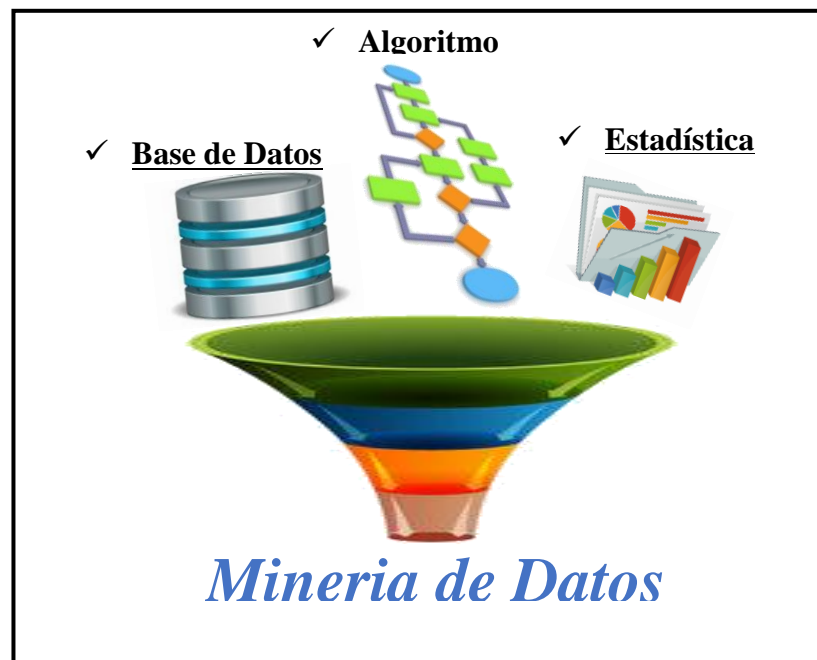 ✓ Algoritmo
✓ Base de Datos
✓ Estadística
Mineria de Datos